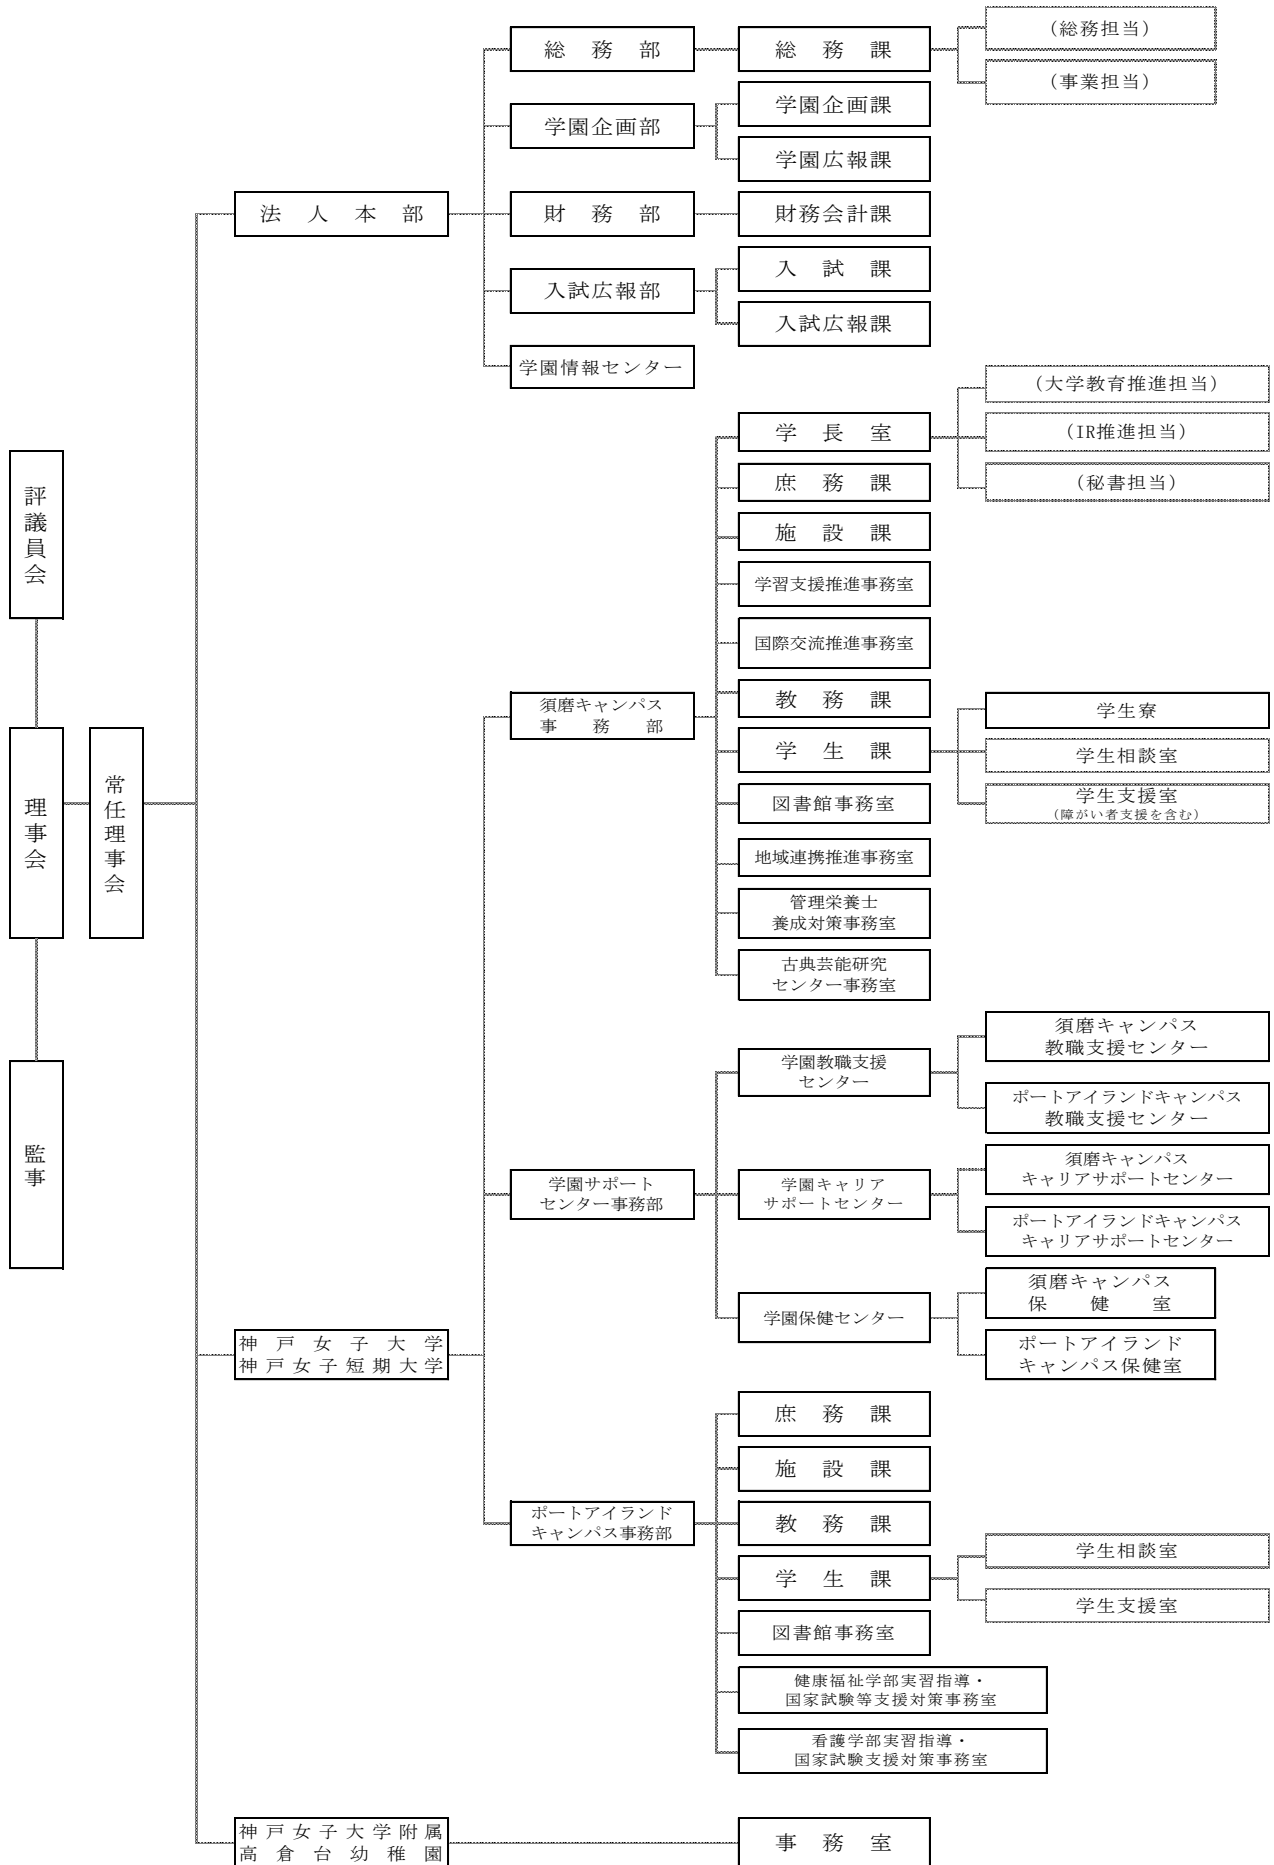 評議員会
理事会
監事
常任理事会
法人本部
総務部
総務課
（総務担当）
（事業担当）
学園企画部
学園企画課
学園広報課
財務部
財務会計課
入試広報部
入試課
入試広報課
学園情報センター
神戸女子大学
神戸女子短期大学
須磨キャンパス
事務部
学長室
（大学教育推進担当）
（IR推進担当）
（秘書担当）
庶務課
施設課
学習支援推進事務室
国際交流推進事務室
教務課
学生課
学生寮
学生相談室
学生支援室
（障がい者支援を含む）
図書館事務室
地域連携推進事務室
管理栄養士
養成対策事務室
古典芸能研究
センター事務室
学園サポート
センター事務部
学園教職支援
センター
須磨キャンパス
教職支援センター
ポートアイランドキャンパス
教職支援センター
学園キャリア
サポートセンター
須磨キャンパス
キャリアサポートセンター
ポートアイランドキャンパス
キャリアサポートセンター
学園保健センター
須磨キャンパス
保健室
ポートアイランド
キャンパス保健室
ポートアイランド
キャンパス事務部
庶務課
施設課
教務課
学生課
学生相談室
学生支援室
図書館事務室
健康福祉学部実習指導・
国家試験等支援対策事務室
看護学部実習指導・
国家試験支援対策事務室
神戸女子大学附属
高倉台幼稚園
事務室